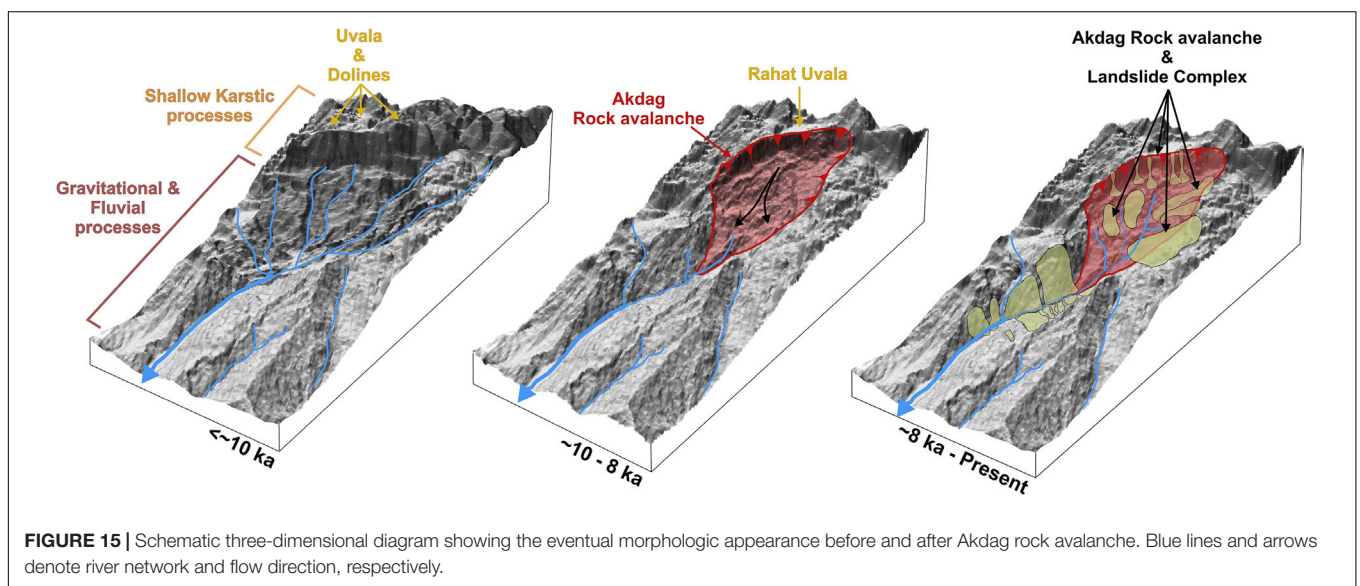 Uvala
&
Dolines
Shallow Karstic
processes
Gravitational &
Fluvial
processes
<~10 ka
Rahat Uvala
Akdag
Rock avalanche
~10 - 8 ka
Akdag Rock avalanche
&
Landslide Complex
~8 ka - Present
FIGURE 15 | Schematic three-dimensional diagram showing the eventual morphologic appearance before and after Akdag rock avalanche. Blue lines and arrows
denote river network and flow direction, respectively.